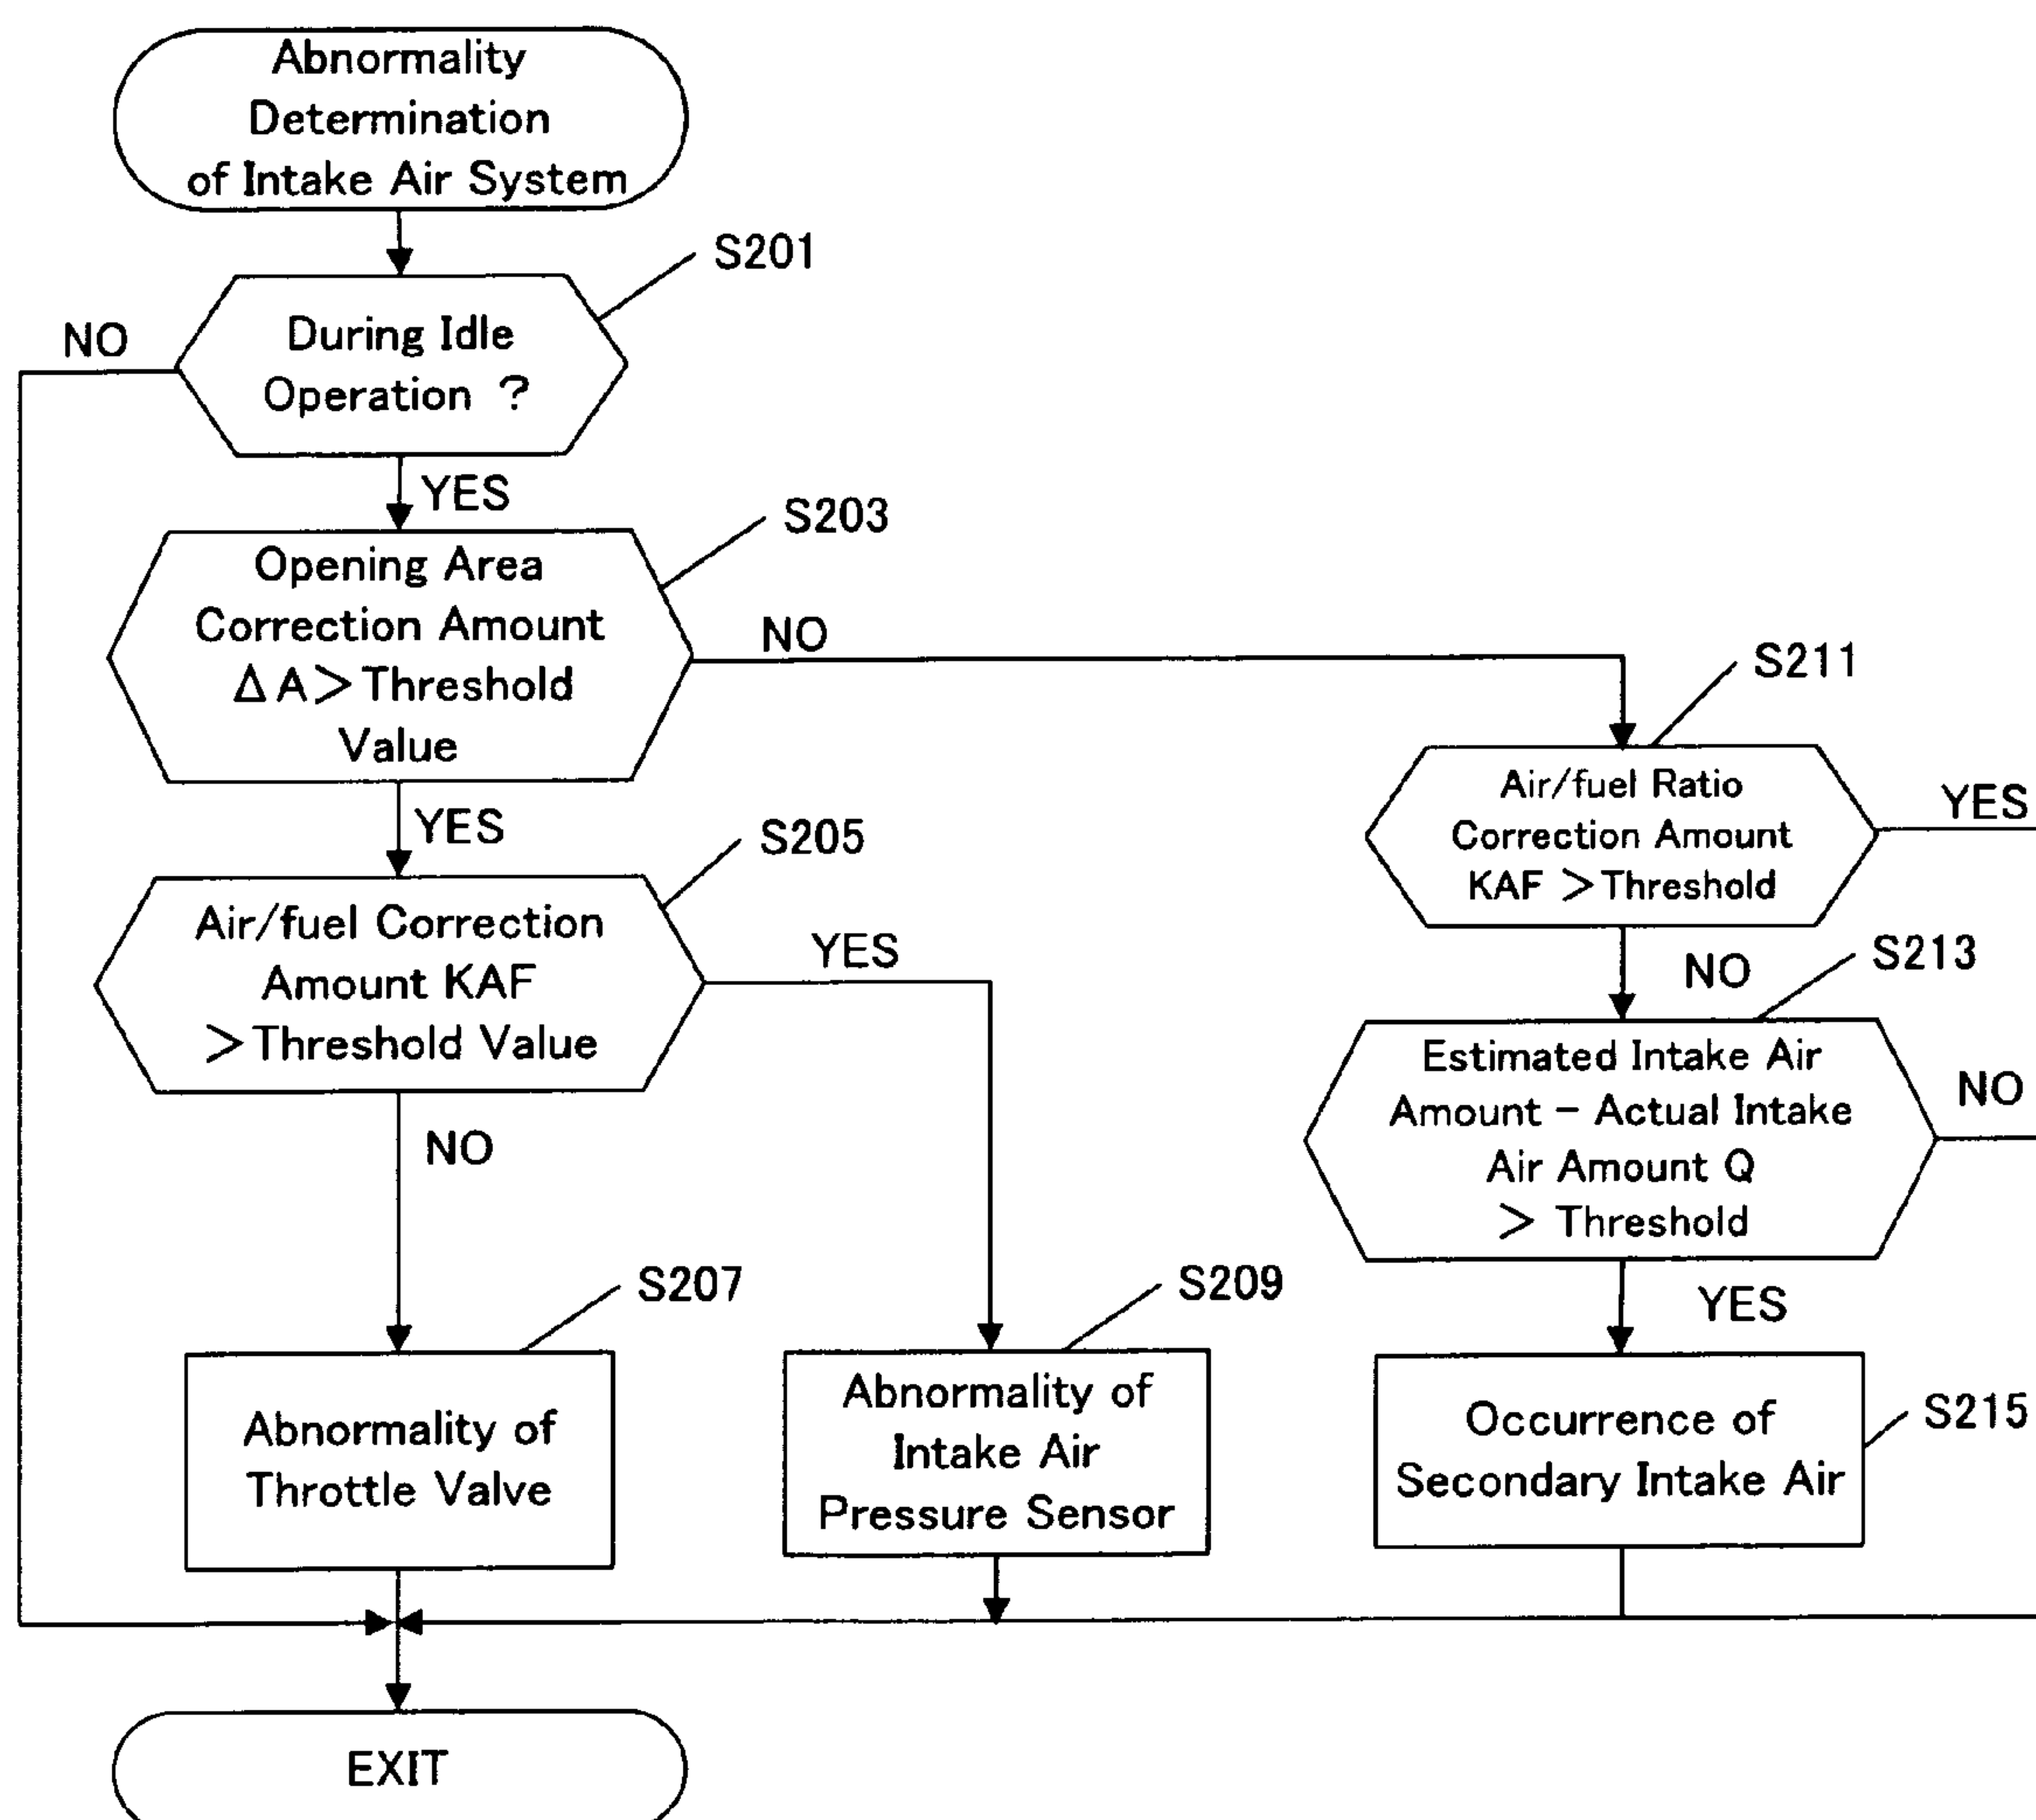 Abnormality
Determination
of Intake Air System
S201
NO
During Idle
Operation ?
YES
S203
Opening Area
Correction Amount
Δ A＞Threshold
Value
NO
S211
YES
Air/fuel Ratio
Correction Amount
KAF ＞Threshold
YES
S205
Air/fuel Correction
Amount KAF
＞Threshold Value
YES
NO
S213
Estimated Intake Air
Amount − Actual Intake
Air Amount Q
＞ Threshold
NO
NO
YES
S207
S209
Abnormality of
Throttle Valve
Abnormality of
Intake Air
Pressure Sensor
Occurrence of
Secondary Intake Air
S215
EXIT